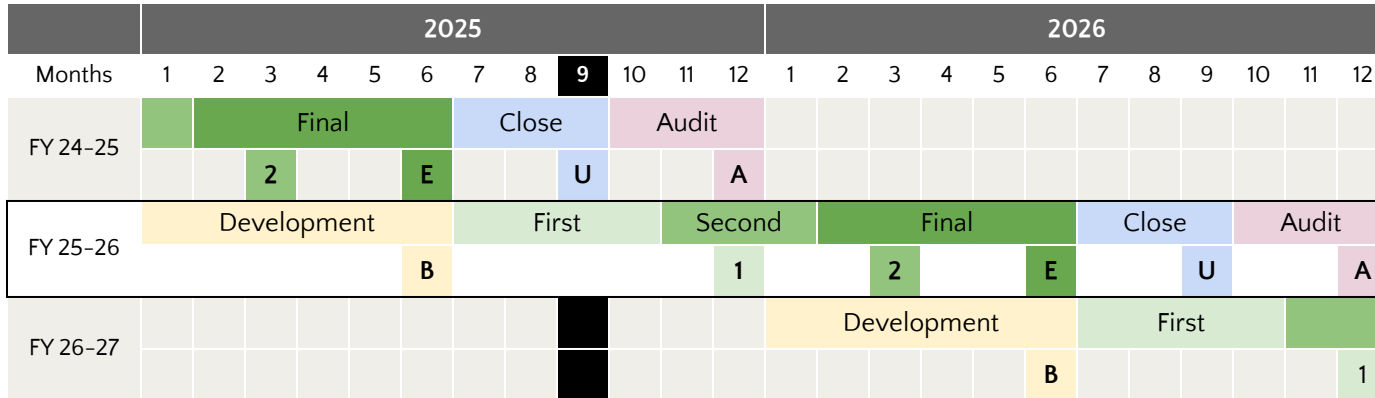 2025 2026
Months 1 2 3 4 5 6 7 8 9 10 11 12 1 2 3 4 5 6 7 8 9 10 11 12
FY 24–25
Final Close Audit
2 E U A
FY 25–26
Development First Second Final Close Audit
B 1 2 E U A
FY 26–27
Development First
B 1